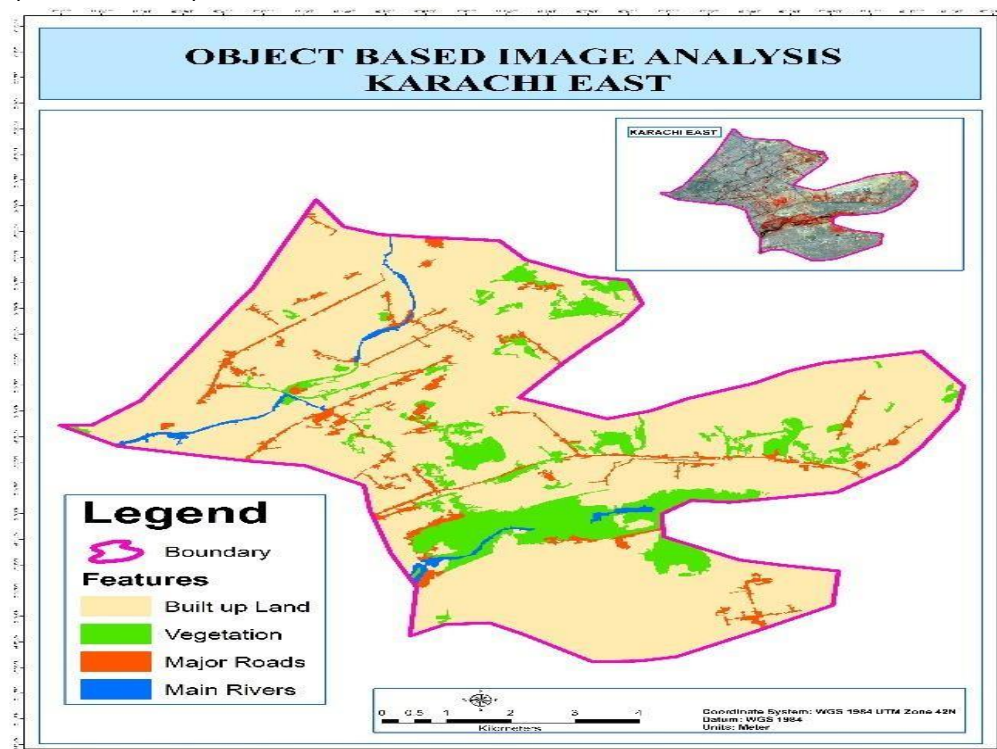 OBJECT BASED IMAGE ANALYSIS
KARACHI EAST
KARACHI EAST
Legend
Boundary
Features
Built up Land
Vegetation
Major Roads
Main Rivers
0 0.5 1 2 3 4
Kilometers
Coordinate System: WGS 1984 UTM Zone 42N
Datum: WGS 1984
Units: Meter